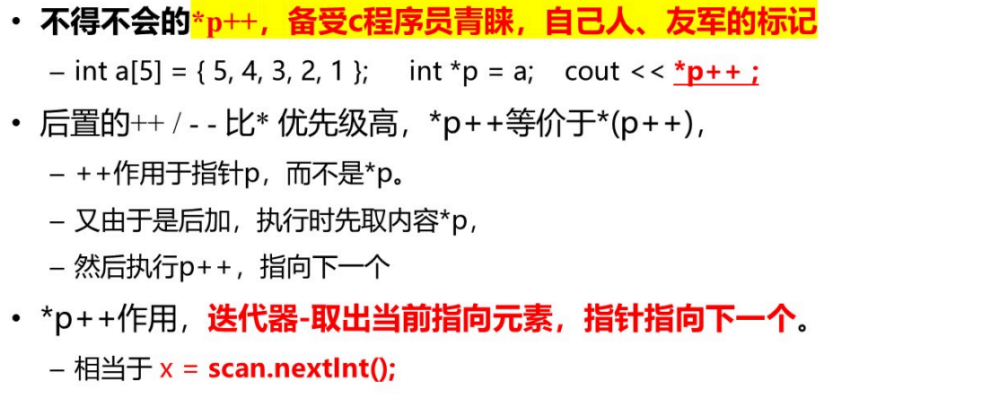 • 不得不会的*p++，备受c程序员青睐，自己人、友军的标记
– int a[5] = { 5, 4, 3, 2, 1 };     int *p = a;    cout << *p++ ;
• 后置的++ / - - 比* 优先级高，*p++等价于*(p++)，
– ++作用于指针p，而不是*p。
– 又由于是后加，执行时先取内容*p，
– 然后执行p++，指向下一个
• *p++作用，迭代器-取出当前指向元素，指针指向下一个。
– 相当于 x = scan.nextInt();